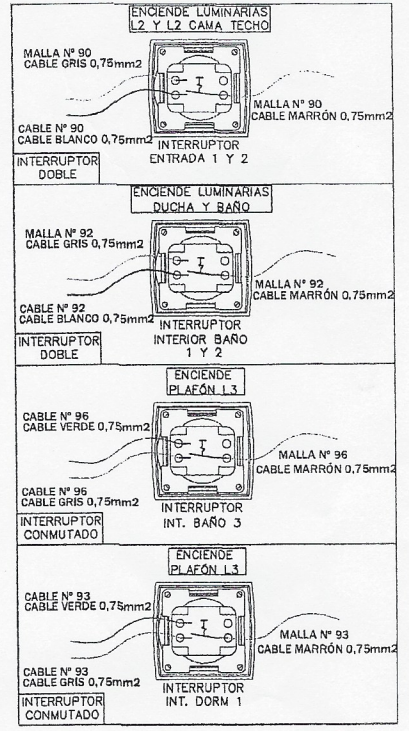 ENCIENDE LUMINARIAS
L2 Y L2 CAMA TECHO
MALLA Nº 90
CABLE GRIS 0,75mm2
MALLA Nº 90
CABLE MARRÓN 0,75mm2
CABLE Nº 90
CABLE BLANCO 0,75mm2
INTERRUPTOR
ENTRADA 1 Y 2
INTERRUPTOR
DOBLE
ENCIENDE LUMINARIAS
DUCHA Y BAÑO
MALLA Nº 92
CABLE GRIS 0,75mm2
MALLA Nº 92
CABLE MARRÓN 0,75mm2
CABLE Nº 92
CABLE BLANCO 0,75mm2
INTERRUPTOR
INTERIOR BAÑO
1 Y 2
INTERRUPTOR
DOBLE
ENCIENDE
PLAFÓN L3
CABLE Nº 96
CABLE VERDE 0,75mm2
MALLA Nº 96
CABLE MARRÓN 0,75mm2
CABLE Nº 96
CABLE GRIS 0,75mm2
INTERRUPTOR
INT. BAÑO 3
INTERRUPTOR
CONMUTADO
ENCIENDE
PLAFÓN L3
CABLE Nº 93
CABLE VERDE 0,75mm2
MALLA Nº 93
CABLE MARRÓN 0,75mm2
CABLE Nº 93
CABLE GRIS 0,75mm2
INTERRUPTOR
INT. DORM 1
INTERRUPTOR
CONMUTADO